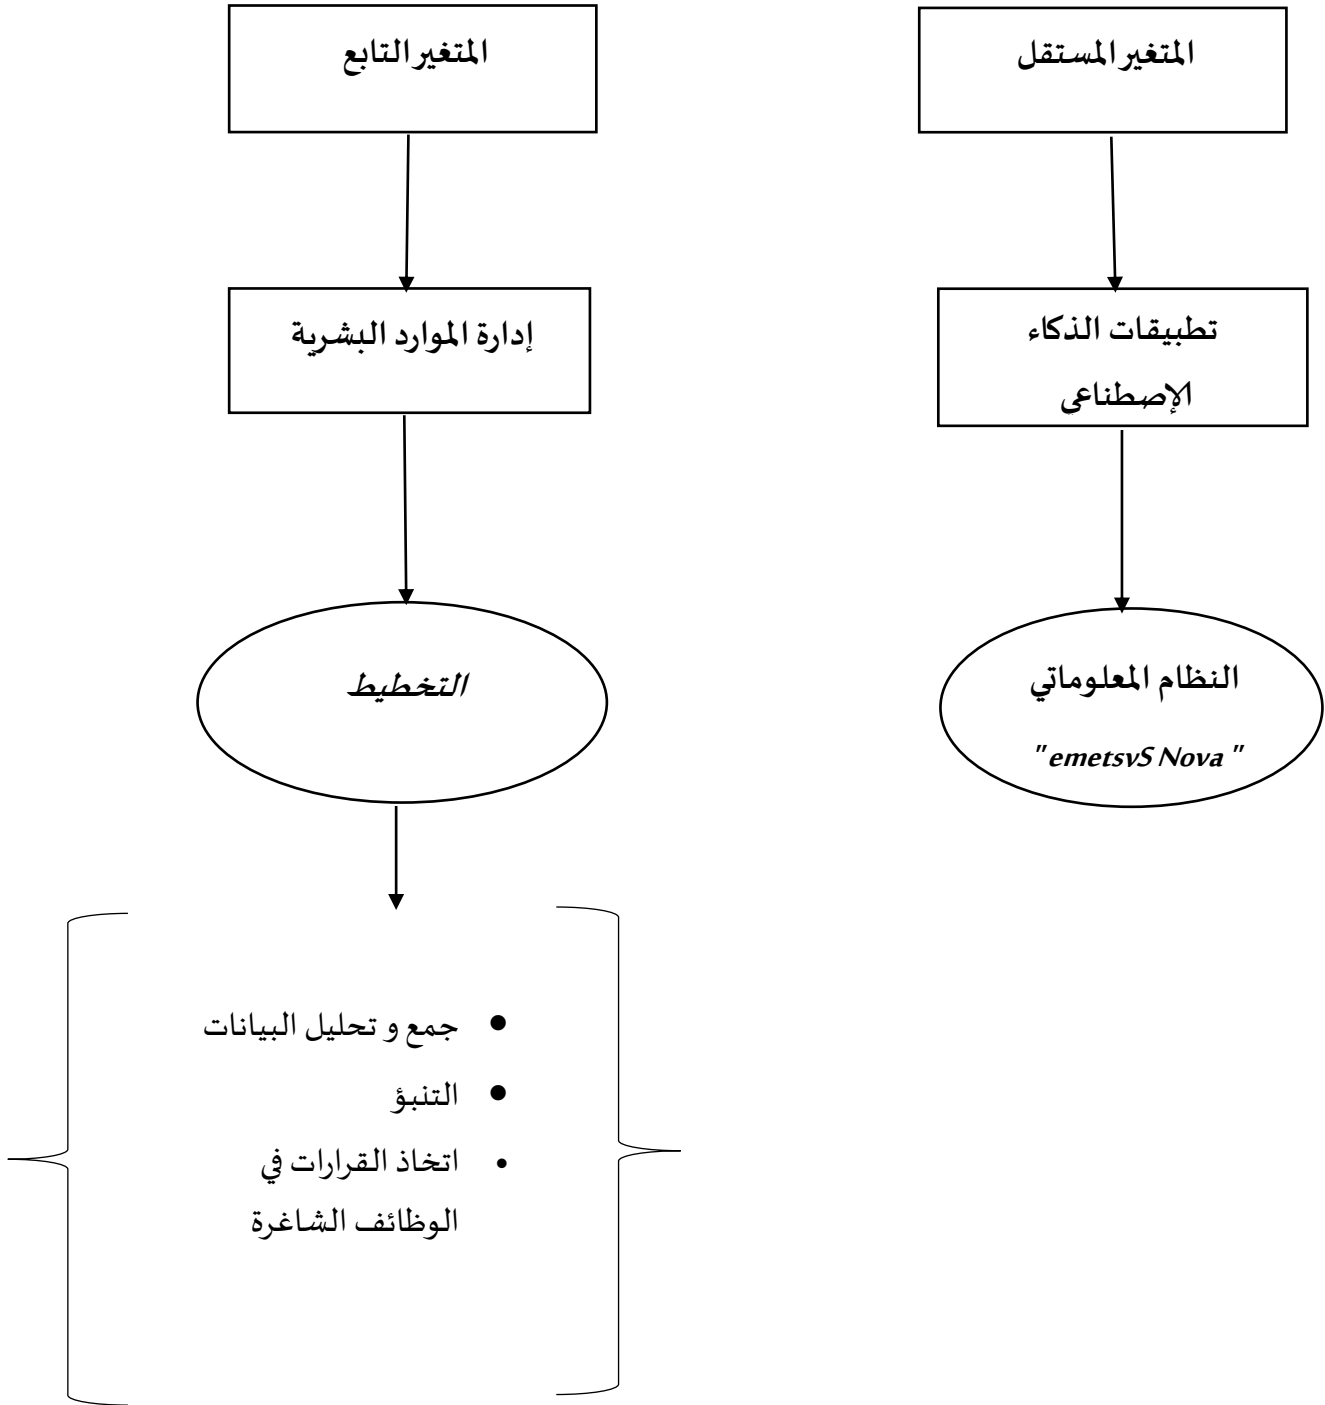 المتغير المستقل
المتغير التابع
تطبيقات الذكاء
الإصطناعي
إدارة الموارد البشرية
النظام المعلوماتي
"emetsyS Nova "
التخطيط
• جمع و تحليل البيانات
• التنبؤ
• اتخاذ القرارات في
الوظائف الشاغرة